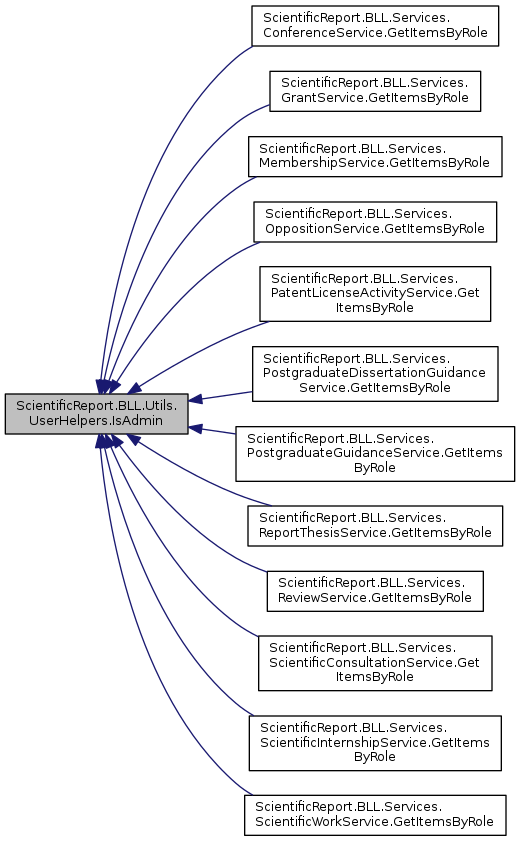 ScientificReport.BLL.Services.
ConferenceService.GetItemsByRole
ScientificReport.BLL.Services.
GrantService.GetItemsByRole
ScientificReport.BLL.Services.
MembershipService.GetItemsByRole
ScientificReport.BLL.Services.
OppositionService.GetItemsByRole
ScientificReport.BLL.Services.
PatentLicenseActivityService.Get
ItemsByRole
ScientificReport.BLL.Services.
PostgraduateDissertationGuidance
Service.GetItemsByRole
ScientificReport.BLL.Utils.
UserHelpers.IsAdmin
ScientificReport.BLL.Services.
PostgraduateGuidanceService.GetItems
ByRole
ScientificReport.BLL.Services.
ReportThesisService.GetItemsByRole
ScientificReport.BLL.Services.
ReviewService.GetItemsByRole
ScientificReport.BLL.Services.
ScientificConsultationService.Get
ItemsByRole
ScientificReport.BLL.Services.
ScientificInternshipService.GetItems
ByRole
ScientificReport.BLL.Services.
ScientificWorkService.GetItemsByRole